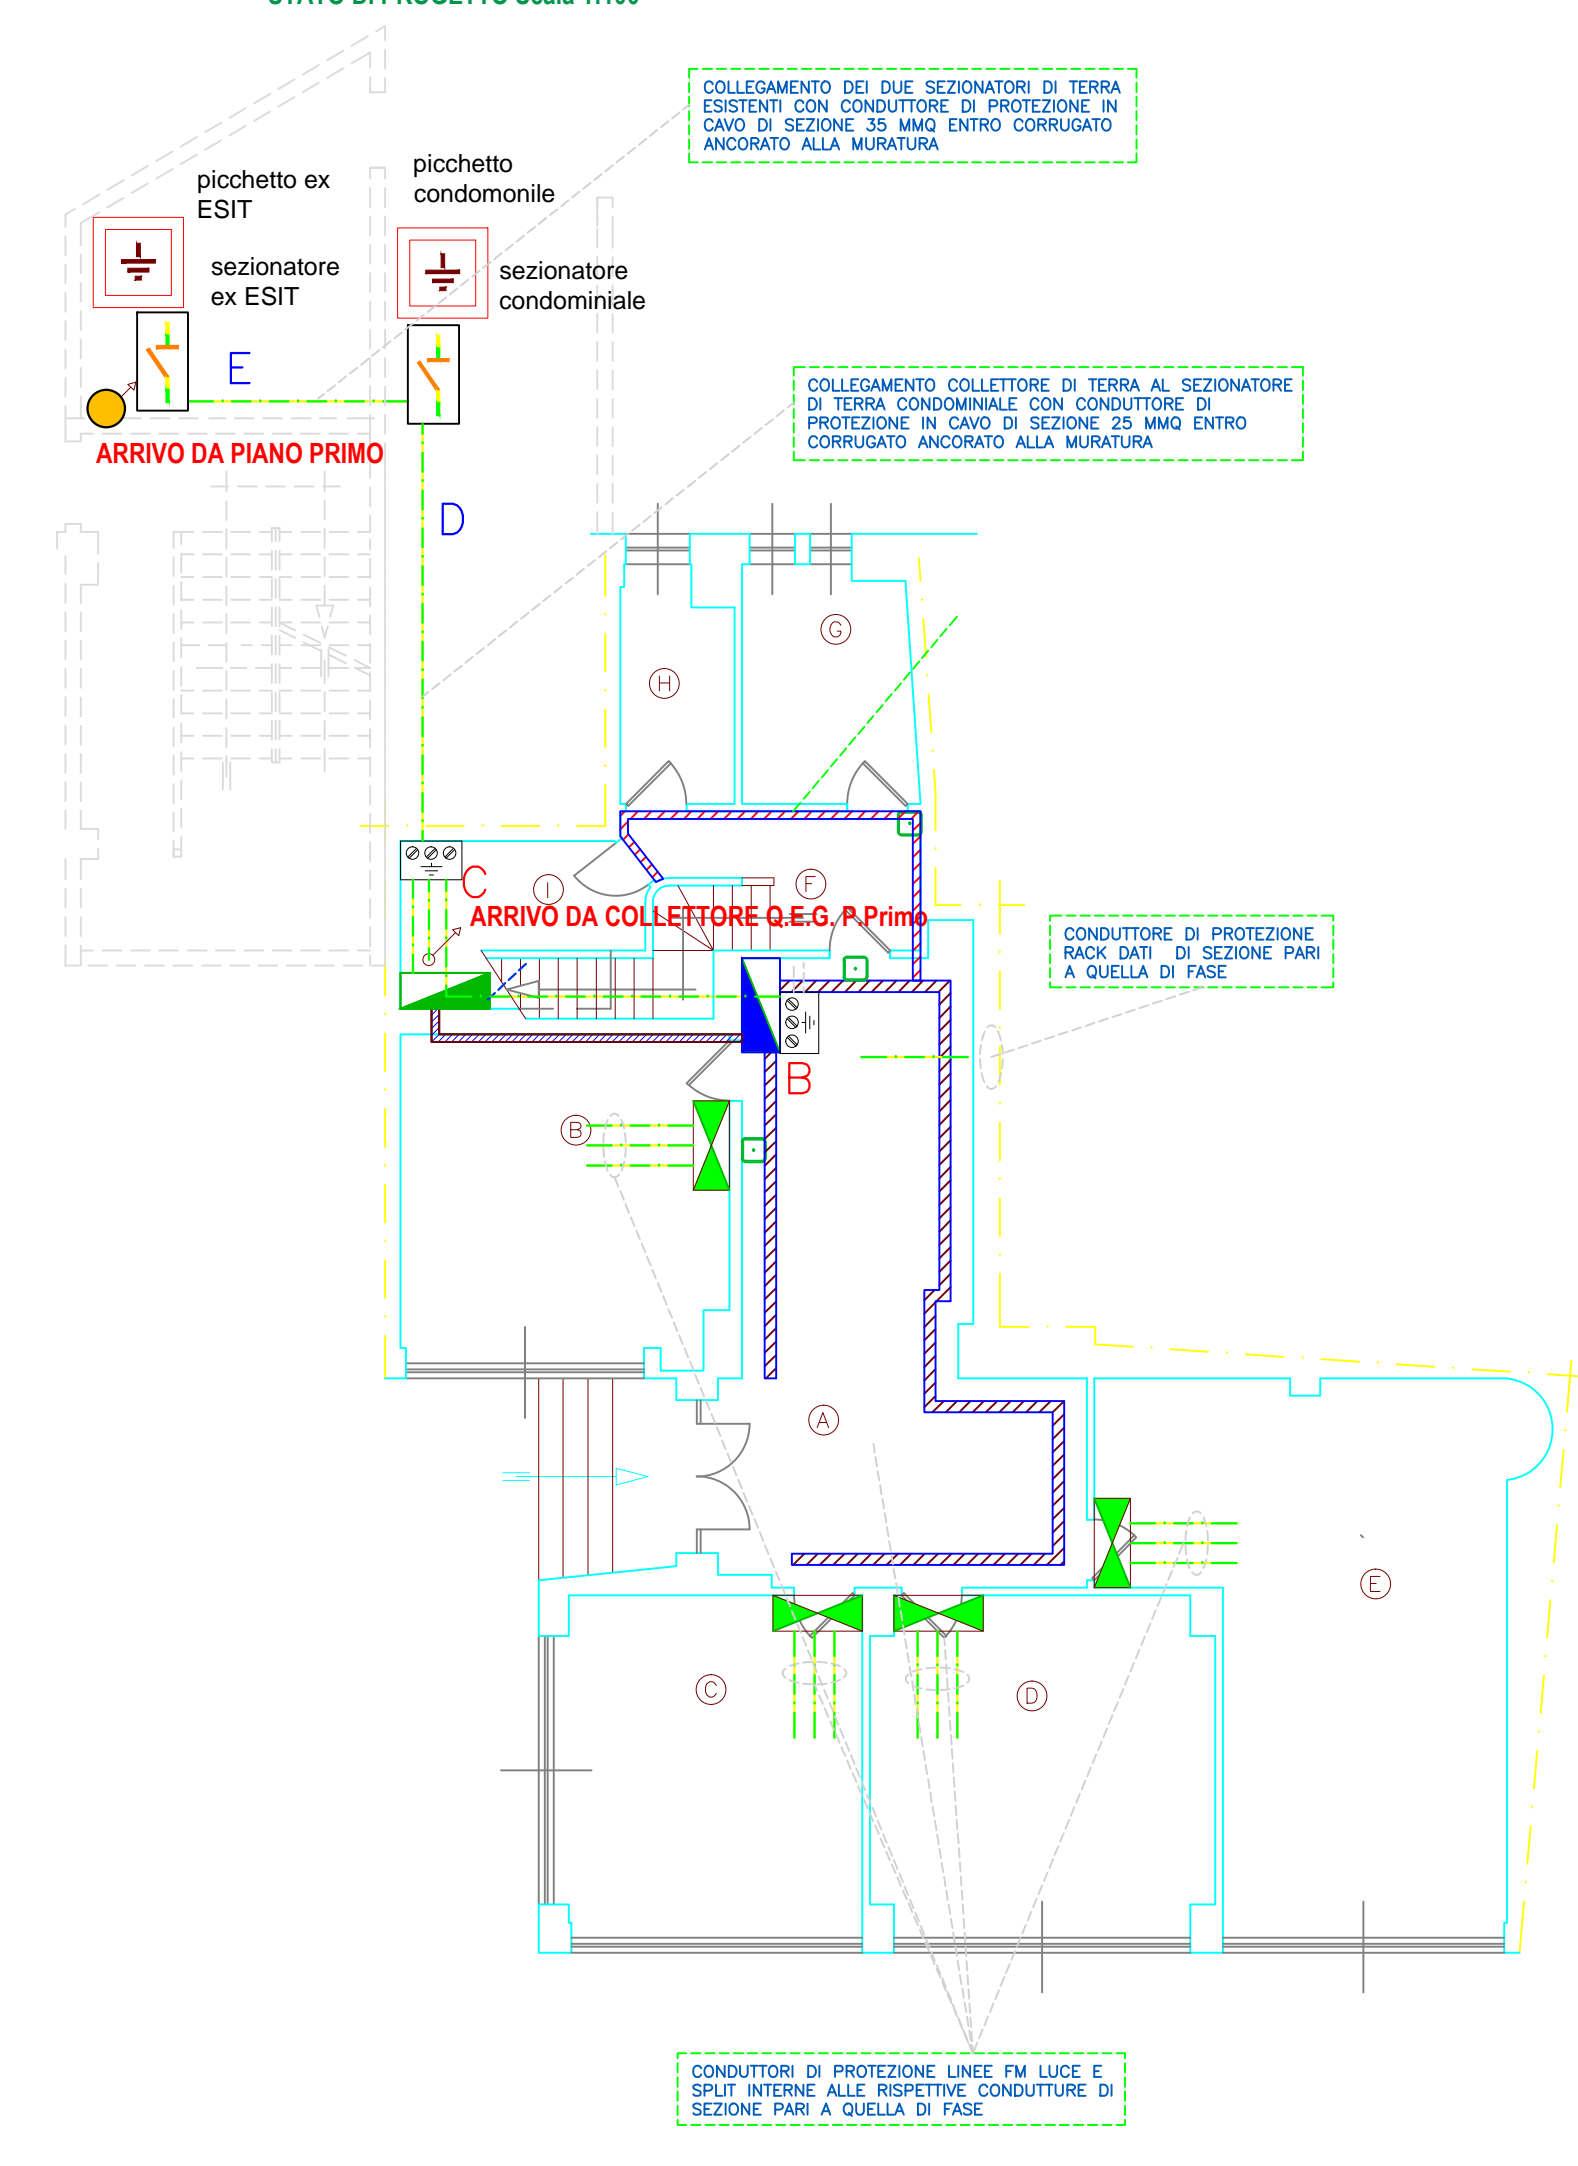 STATO DI PROGETTO Scala 1:100
COLLEGAMENTO DEI DUE SEZIONATORI DI TERRA
ESISTENTI CON CONDUTTORE DI PROTEZIONE IN
CAVO DI SEZIONE 35 MMQ ENTRO CORRUGATO
ANCORATO ALLA MURATURA
picchetto ex
ESIT
picchetto
condomonile
sezionatore
ex ESIT
sezionatore
condominiale
E
ARRIVO DA PIANO PRIMO
COLLEGAMENTO COLLETTORE DI TERRA AL SEZIONATORE
DI TERRA CONDOMINIALE CON CONDUTTORE DI
PROTEZIONE IN CAVO DI SEZIONE 25 MMQ ENTRO
CORRUGATO ANCORATO ALLA MURATURA
D
G
H
C
I
F
ARRIVO DA COLLETTORE Q.E.G. P.Primo
CONDUTTORE DI PROTEZIONE
RACK DATI DI SEZIONE PARI
A QUELLA DI FASE
B
B
A
E
C
D
CONDUTTORI DI PROTEZIONE LINEE FM LUCE E
SPLIT INTERNE ALLE RISPETTIVE CONDUTTURE DI
SEZIONE PARI A QUELLA DI FASE